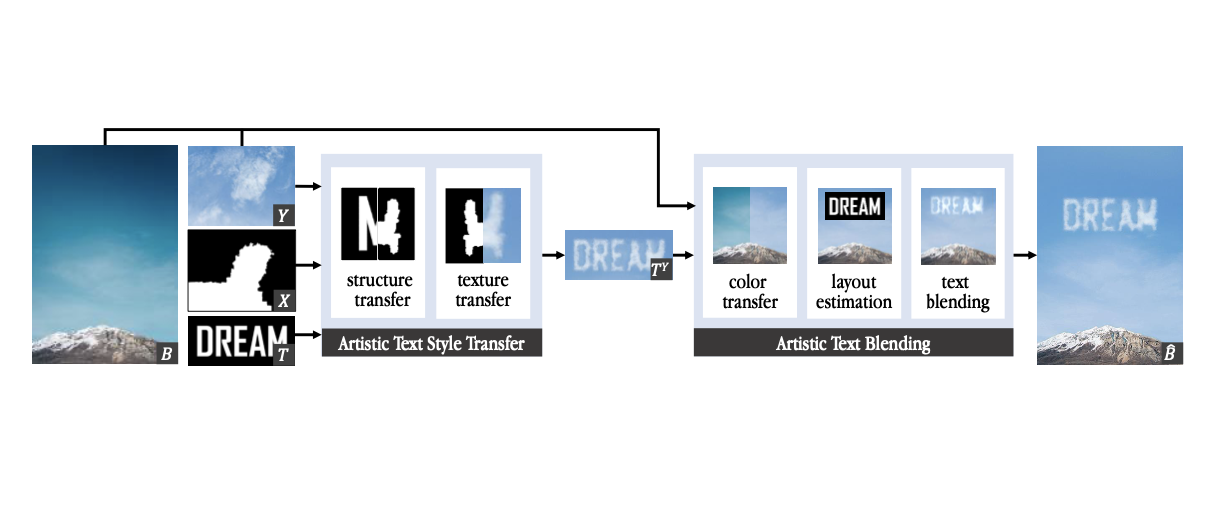 B
Y
X
DREAM
T
structure
transfer
texture
transfer
Artistic Text Style Transfer
DREAM
Tʸ
color
transfer
DREAM
layout
estimation
DREAM
text
blending
Artistic Text Blending
DREAM
B̂